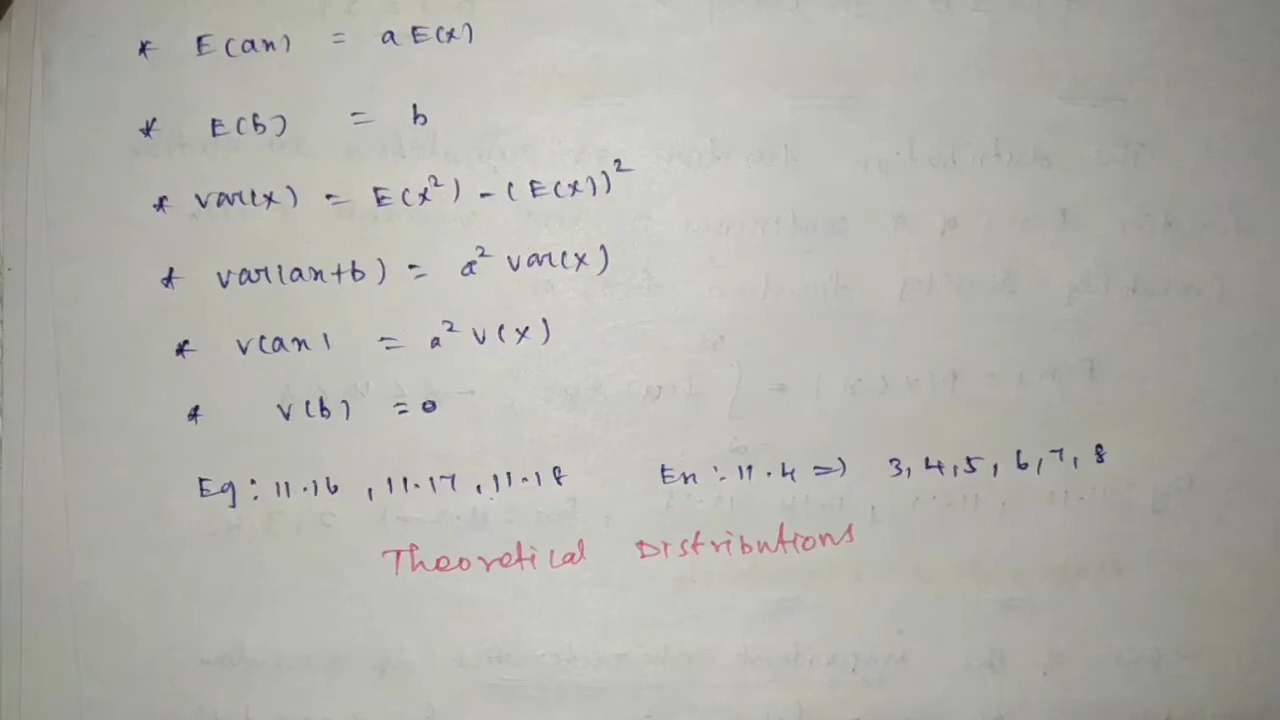 * E(ax) = a E(x)
* E(b) = b
* var(x) = E(x²) - (E(x))²
* var(ax+b) = a² var(x)
* v(ax) = a² v(x)
* v(b) = 0
Eg: 11.16, 11.17, 11.18 Ex: 11.4 => 3, 4, 5, 6, 7, 8
Theoretical Distributions